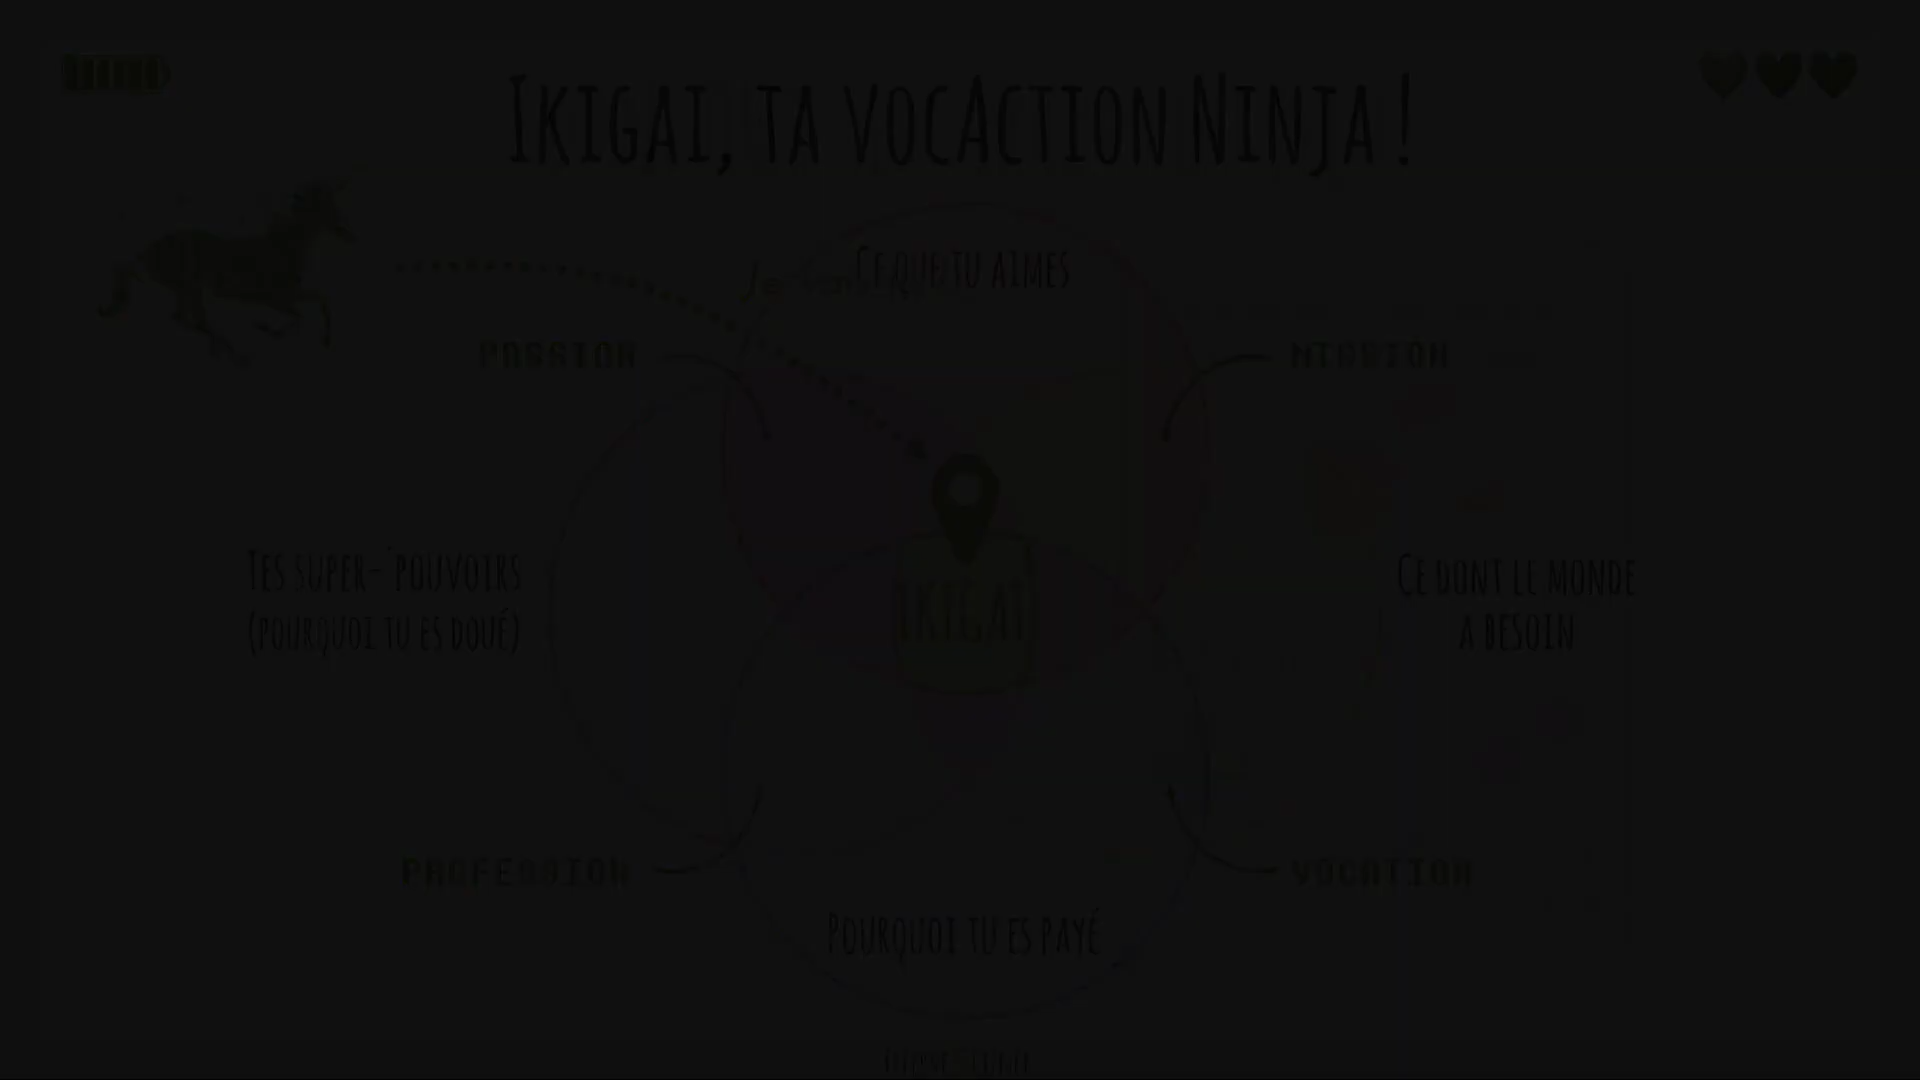 Ikigai, ta vocAction Ninja !
Ce que tu aimes
PASSION
MISSION
Tes super- pouvoirs
(pourquoi tu es doué)
IKIGAI
Ce dont le monde
a besoin
PROFESSION
VOCATION
Pourquoi tu es payé